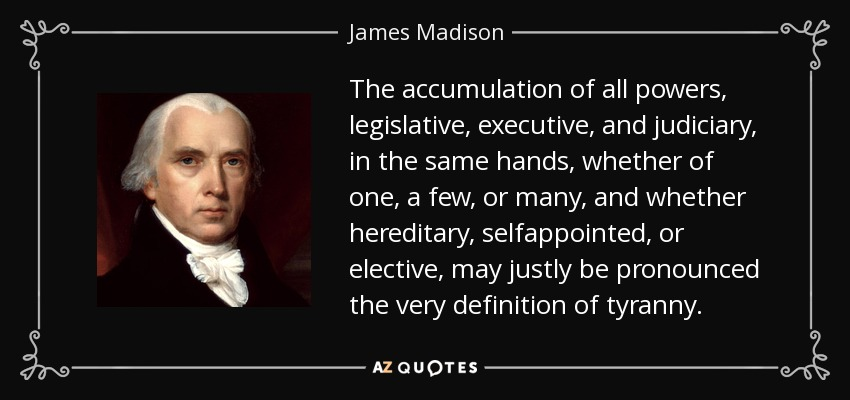 James Madison
The accumulation of all powers,
legislative, executive, and judiciary,
in the same hands, whether of
one, a few, or many, and whether
hereditary, selfappointed, or
elective, may justly be pronounced
the very definition of tyranny.
AZ QUOTES